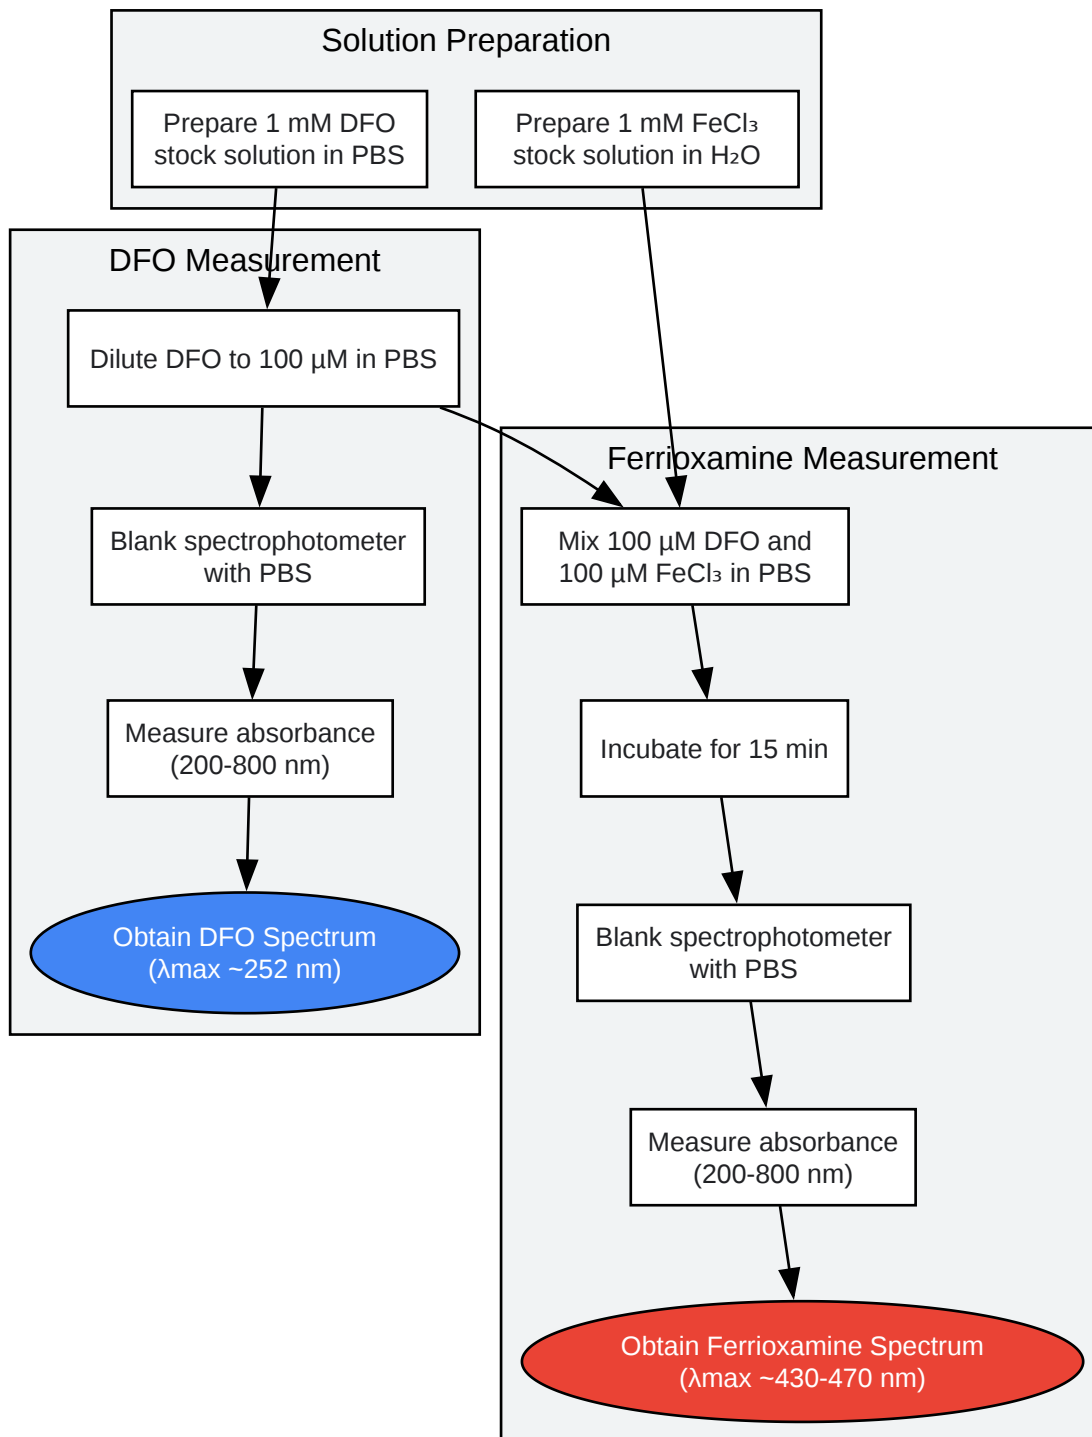 Solution Preparation
Prepare 1 mM DFO
stock solution in PBS
Prepare 1 mM FeCl₃
stock solution in H₂O
DFO Measurement
Dilute DFO to 100 µM in PBS
Blank spectrophotometer
with PBS
Measure absorbance
(200-800 nm)
Obtain DFO Spectrum
(λmax ~252 nm)
Ferrioxamine Measurement
Mix 100 µM DFO and
100 µM FeCl₃ in PBS
Incubate for 15 min
Blank spectrophotometer
with PBS
Measure absorbance
(200-800 nm)
Obtain Ferrioxamine Spectrum
(λmax ~430-470 nm)